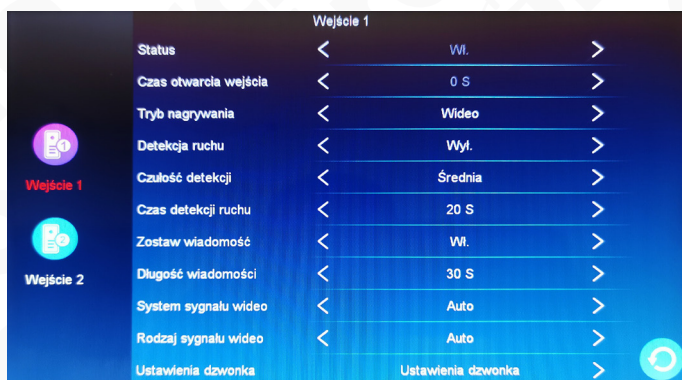 Wejście 1
Status Wł.
Czas otwarcia wejścia 0 S
Tryb nagrywania Wideo
Detekcja ruchu Wył.
Wejście 1
Czułość detekcji Średnia
Czas detekcji ruchu 20 S
Zostaw wiadomość Wł.
Wejście 2
Długość wiadomości 30 S
System sygnału wideo Auto
Rodzaj sygnału wideo Auto
Ustawienia dzwonka Ustawienia dzwonka